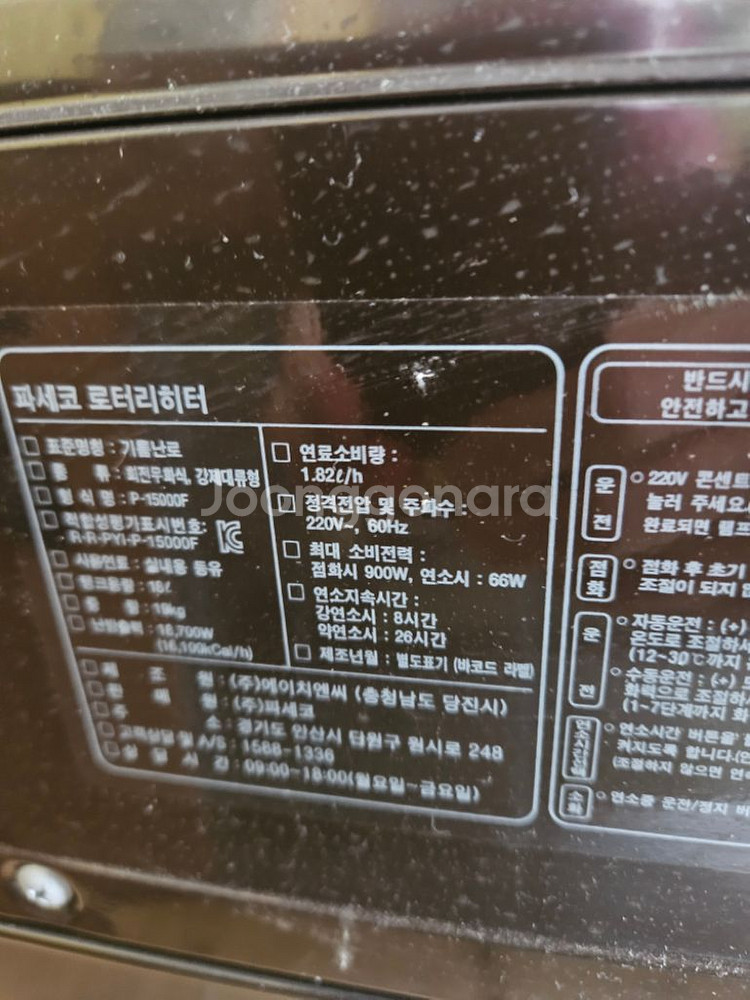 파세코 로터리히터
□ 표준명칭 : 기름난로
□ 종 류 : 회전무화식, 강제대류형
□ 형 식 명 : P-15000F
□ 적합성평가표시번호:
- R-R-PYI-P-15000F
□ 사용연료 : 실내등 등유
□ 탱크용량 : 15ℓ
□ 중 량 : 19kg
□ 난방출력 : 18,700W
(16,100kCal/h)
□ 연료소비량 :
1.82ℓ/h
□ 정격전압 및 주파수 :
220V~, 60Hz
□ 최대 소비전력 :
점화시 900W, 연소시 : 66W
□ 연소지속시간 :
강연소시 : 8시간
약연소시 : 26시간
□ 제조년월 : 별도표기 (바코드 라벨)
□ 제 조 원 : (주)에이치엔씨 (충청남도 당진시)
□ 판 매 원 : (주)파세코
□ 주 소 : 경기도 안산시 단원구 원시로 248
□ 고객상담 및 A/S : 1588-1336
□ 상 담 시 간 : 09:00~18:00(월요일~금요일)
반드시
안전하고
운전
○ 220V 콘센트
눌러 주세요
완료되면
점화
○ 점화 후 초기
조절이 되지
운전
○ 자동운전 : (+)
온도로 조절하세
(12~30℃까지
○ 수동운전 : (+)
화력으로 조절하
(1~7단계까지 화
연소시간선택
○ 연소시간 버튼을
켜지도록 합니다.
(조절하지 않으면 연
소화
○ 연소중 운전/정지 버
Joonggonara